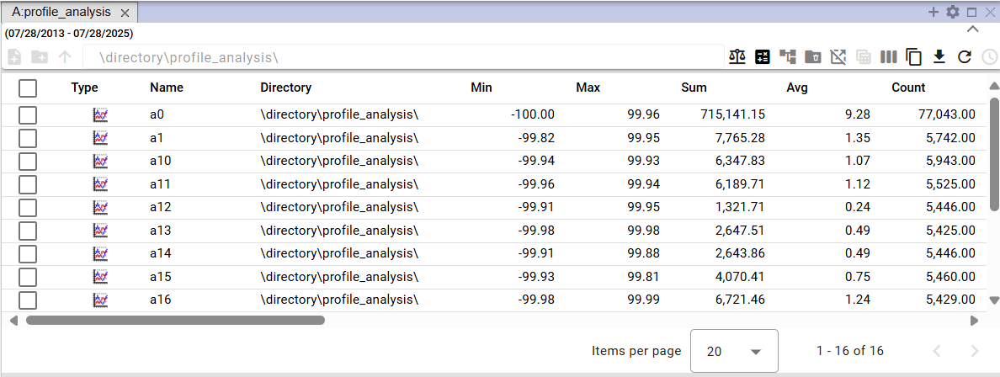 A:profile_analysis
(07/28/2013 - 07/28/2025)
\directory\profile_analysis\
Type Name Directory Min Max Sum Avg Count
a0 \directory\profile_analysis\ -100.00 99.96 715,141.15 9.28 77,043.00
a1 \directory\profile_analysis\ -99.82 99.95 7,765.28 1.35 5,742.00
a10 \directory\profile_analysis\ -99.94 99.93 6,347.83 1.07 5,943.00
a11 \directory\profile_analysis\ -99.96 99.94 6,189.71 1.12 5,525.00
a12 \directory\profile_analysis\ -99.91 99.95 1,321.71 0.24 5,446.00
a13 \directory\profile_analysis\ -99.98 99.98 2,647.51 0.49 5,425.00
a14 \directory\profile_analysis\ -99.91 99.88 2,643.86 0.49 5,446.00
a15 \directory\profile_analysis\ -99.93 99.81 4,070.41 0.75 5,460.00
a16 \directory\profile_analysis\ -99.98 99.99 6,721.46 1.24 5,429.00
Items per page 20 1 - 16 of 16